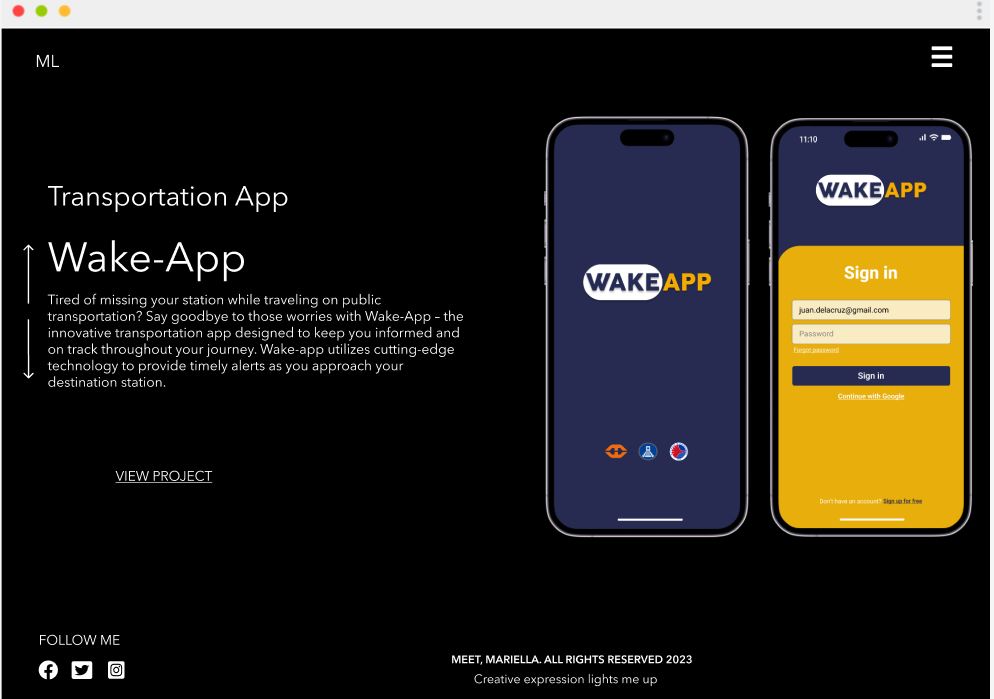 ML
Transportation App
Wake-App
Tired of missing your station while traveling on public
transportation? Say goodbye to those worries with Wake-App – the
innovative transportation app designed to keep you informed and
on track throughout your journey. Wake-app utilizes cutting-edge
technology to provide timely alerts as you approach your
destination station.
VIEW PROJECT
WAKEAPP
11:10
WAKEAPP
Sign in
juan.delacruz@gmail.com
Password
Forgot password
Sign in
Continue with Google
Don't have an account? Sign up for free
FOLLOW ME
MEET, MARIELLA. ALL RIGHTS RESERVED 2023
Creative expression lights me up